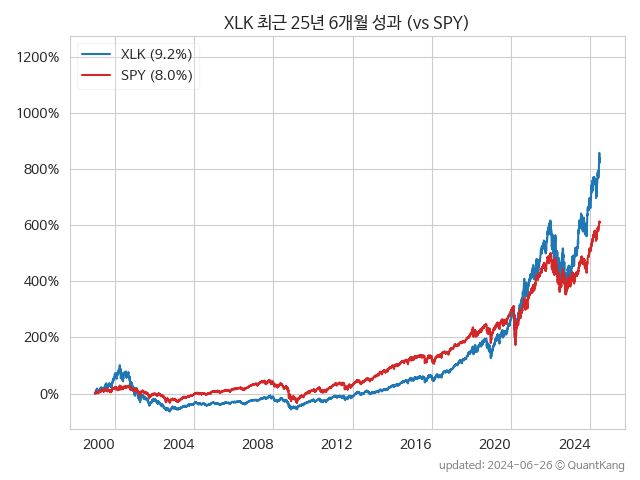 XLK 최근 25년 6개월 성과 (vs SPY)
XLK (9.2%)
SPY (8.0%)
1200%
1000%
800%
600%
400%
200%
0%
2000 2004 2008 2012 2016 2020 2024
updated: 2024-06-26 © QuantKang